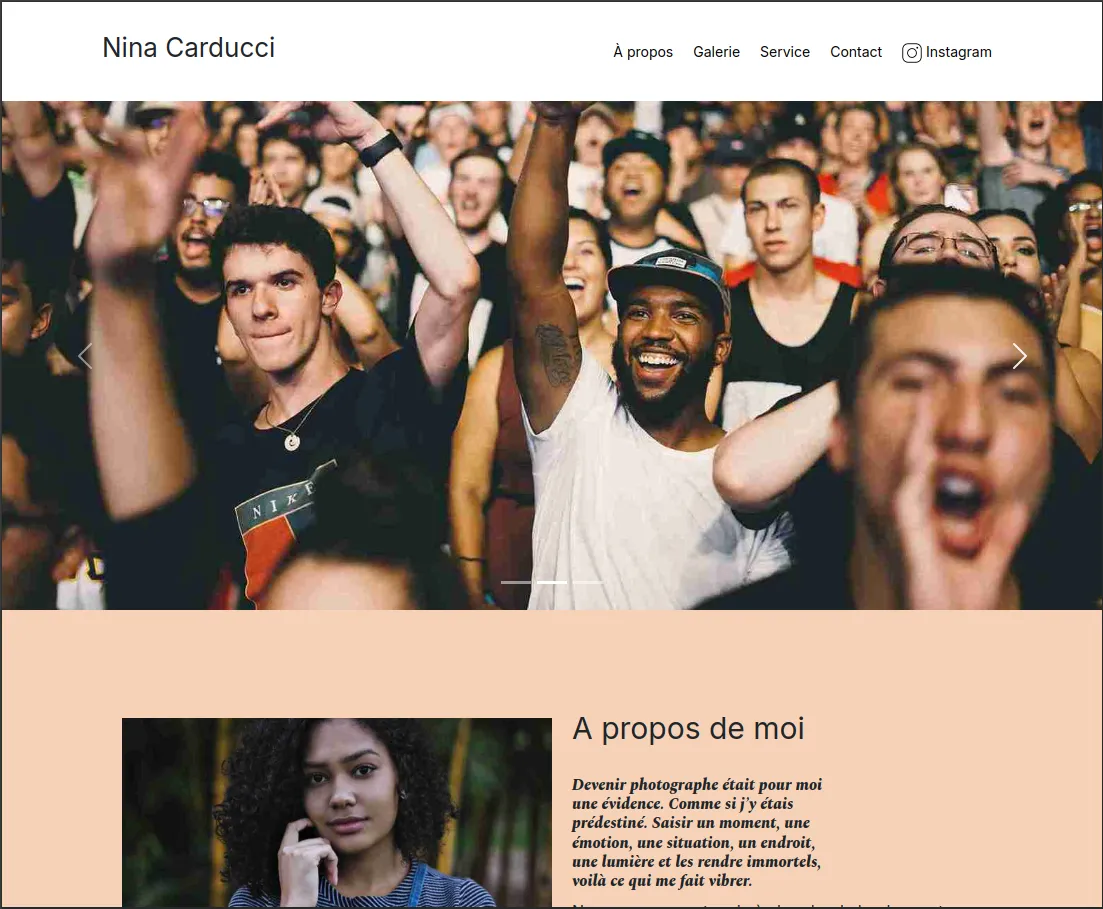 Nina Carducci
À propos Galerie Service Contact Instagram
NIKE
A propos de moi
Devenir photographe était pour moi
une évidence. Comme si j'y étais
prédestiné. Saisir un moment, une
émotion, une situation, un endroit,
une lumière et les rendre immortels,
voilà ce qui me fait vibrer.